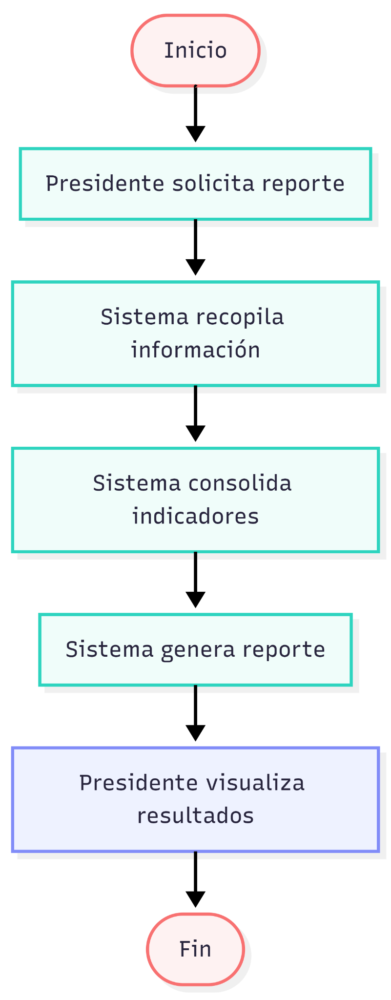 Inicio
Presidente solicita reporte
Sistema recopila
información
Sistema consolida
indicadores
Sistema genera reporte
Presidente visualiza
resultados
Fin